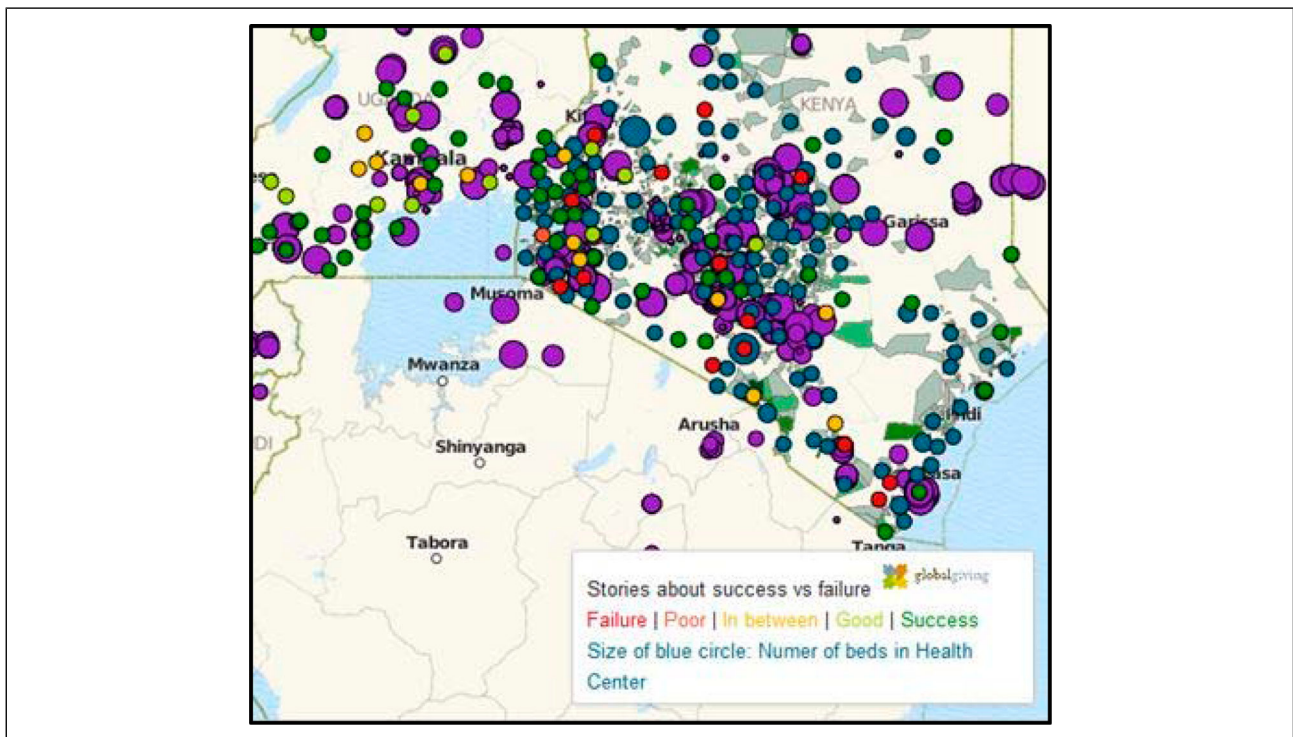 UGANDA
KENYA
Kampala
Garissa
Musoma
Mwanza
Arusha
Shinyanga
Tabora
Tanga
Stories about success vs failure
globalgiving
Failure | Poor | In between | Good | Success
Size of blue circle: Numer of beds in Health
Center